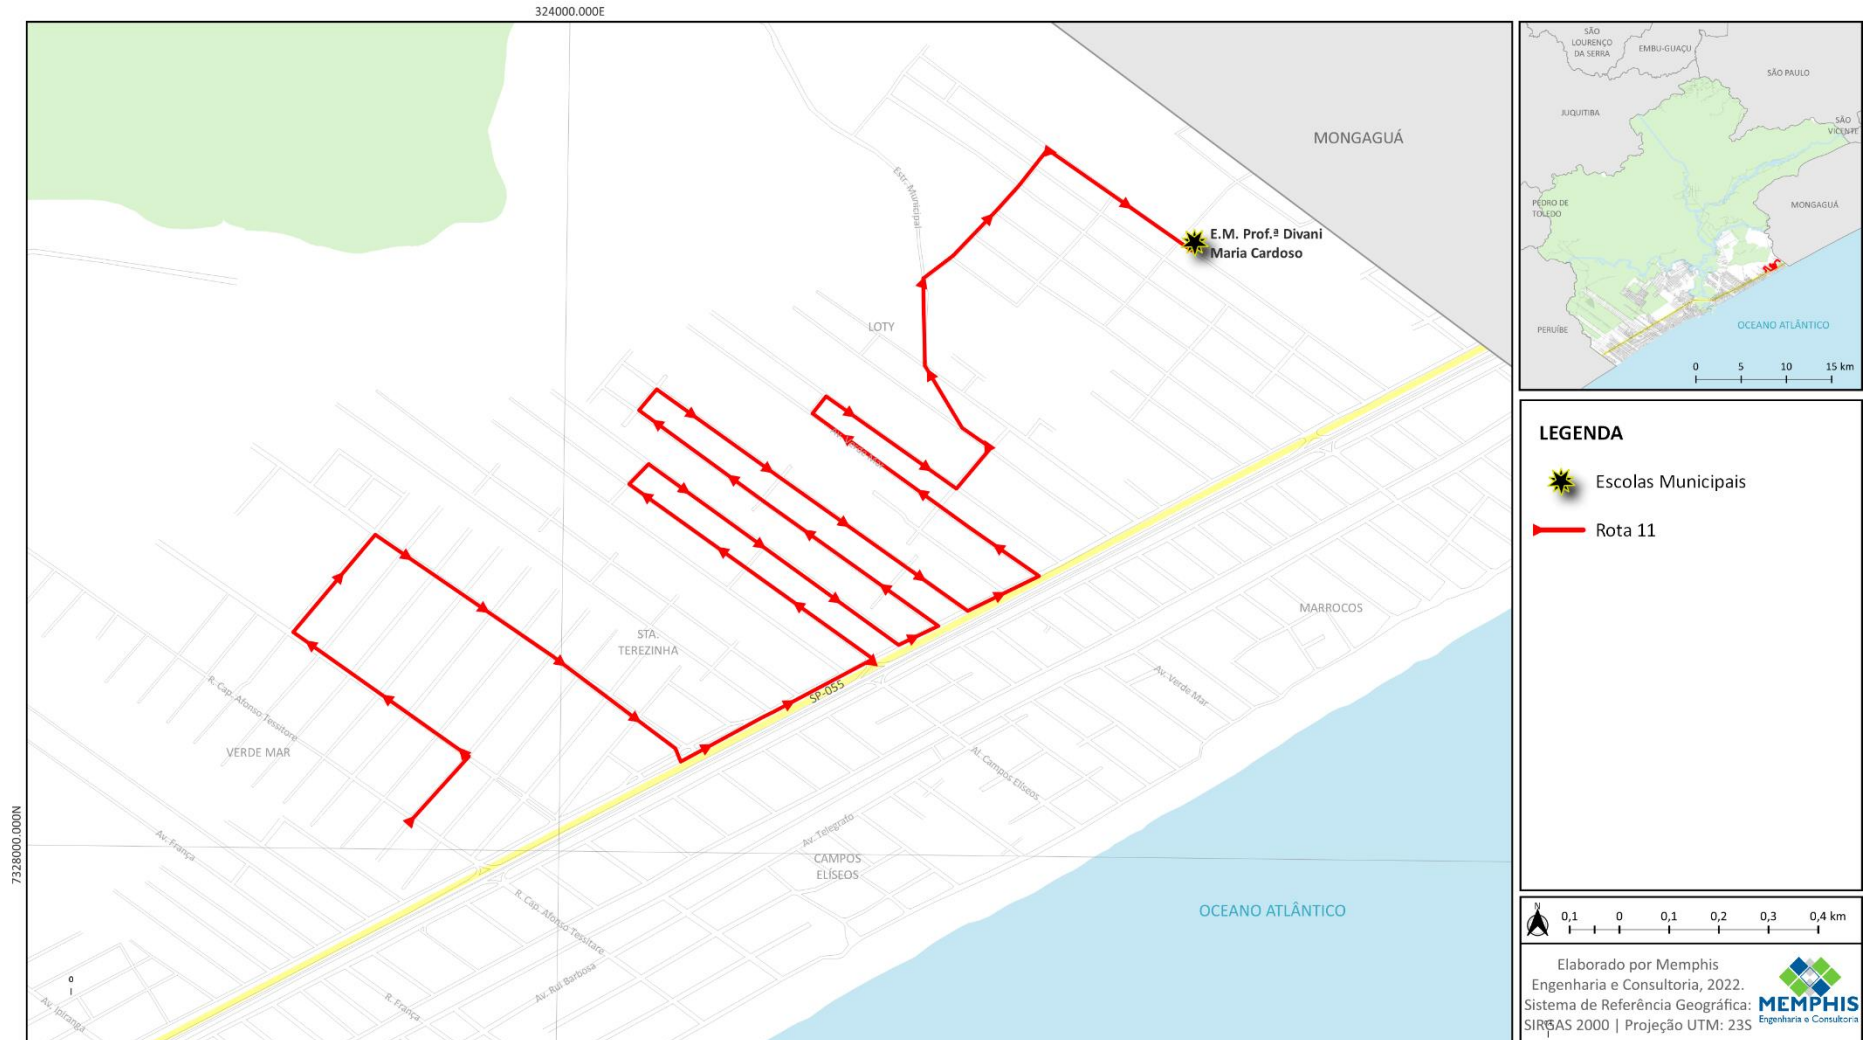 324000.000E
7328000.000N
MONGAGUÁ
Estr. Municipal
E.M. Prof.ª Divani
Maria Cardoso
LOTY
STA.
TEREZINHA
MARROCOS
SP-055
Av. Verde Mar
R. Cap. Afonso Tessitore
VERDE MAR
Al. Campos Elíseos
Av. França
Av. Telegrafo
CAMPOS
ELÍSEOS
OCEANO ATLÂNTICO
R. Cap. Afonso Tessitare
Av. Rui Barbosa
R. França
Av. Ipiranga
0
SÃO
LOURENÇO
DA SERRA
EMBU-GUAÇU
SÃO PAULO
JUQUITIBA
SÃO
VICENTE
PEDRO DE
TOLEDO
MONGAGUÁ
PERUÍBE
OCEANO ATLÂNTICO
0 5 10 15 km
LEGENDA
Escolas Municipais
Rota 11
N
0,1 0 0,1 0,2 0,3 0,4 km
Elaborado por Memphis
Engenharia e Consultoria, 2022.
Sistema de Referência Geográfica:
SIRGAS 2000 | Projeção UTM: 23S
MEMPHIS
Engenharia e Consultoria